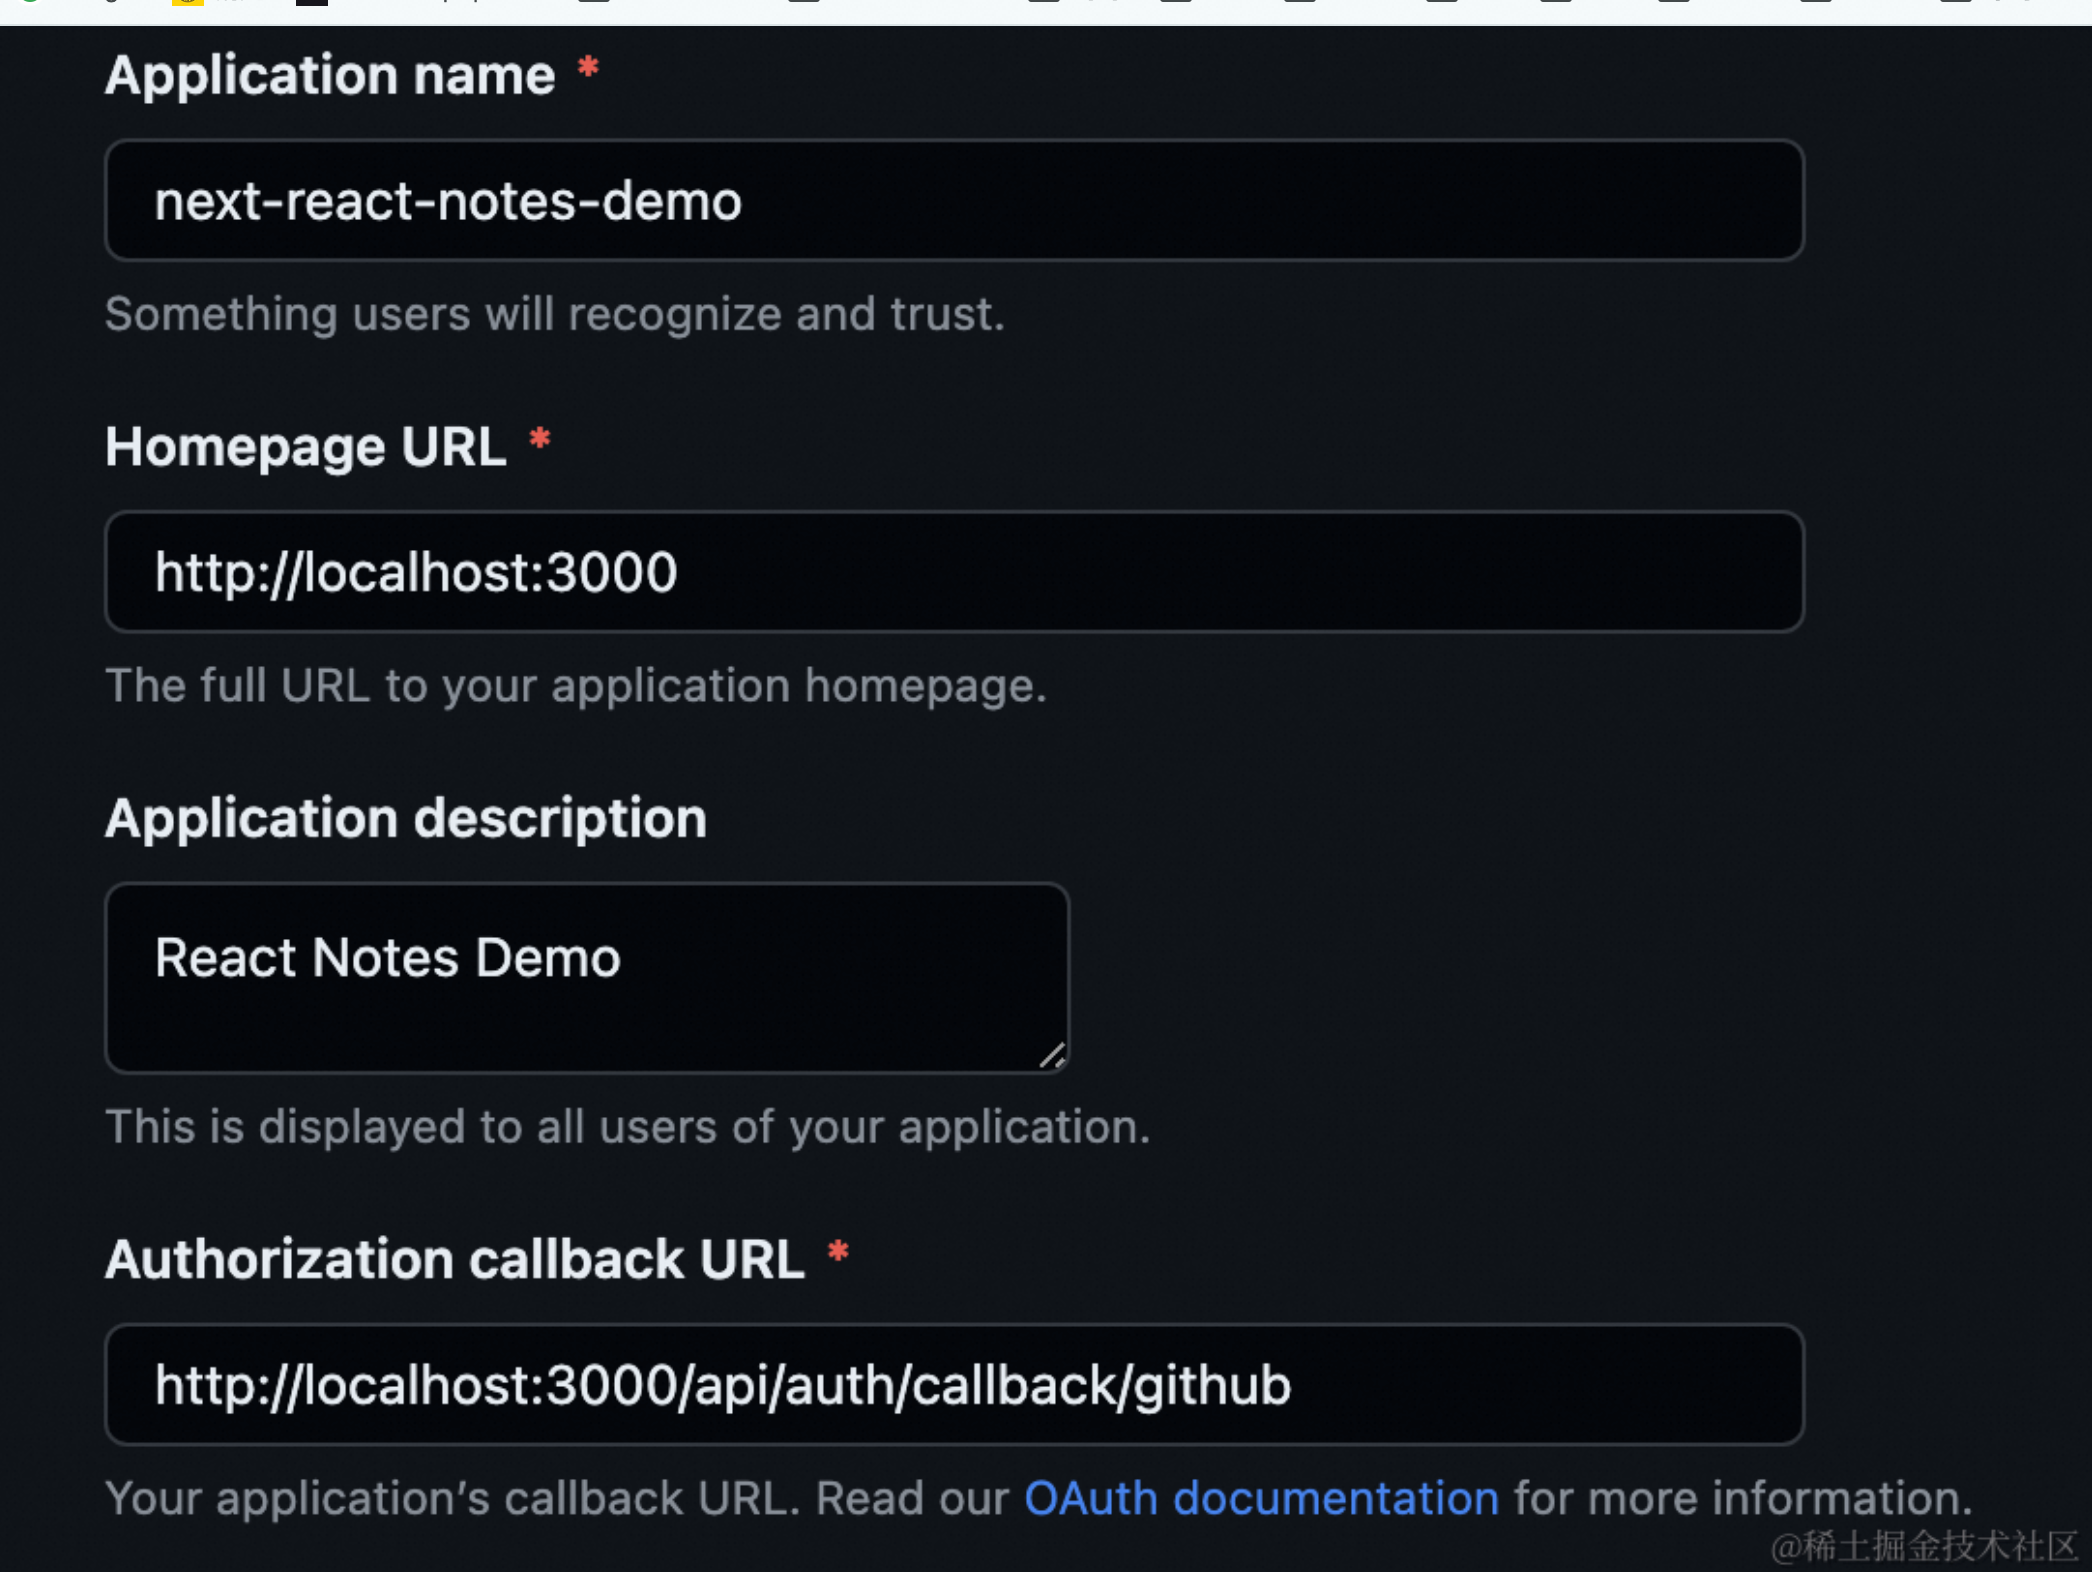 Application name *
next-react-notes-demo
Something users will recognize and trust.
Homepage URL *
http://localhost:3000
The full URL to your application homepage.
Application description
React Notes Demo
This is displayed to all users of your application.
Authorization callback URL *
http://localhost:3000/api/auth/callback/github
Your application’s callback URL. Read our OAuth documentation for more information.
@稀土掘金技术社区